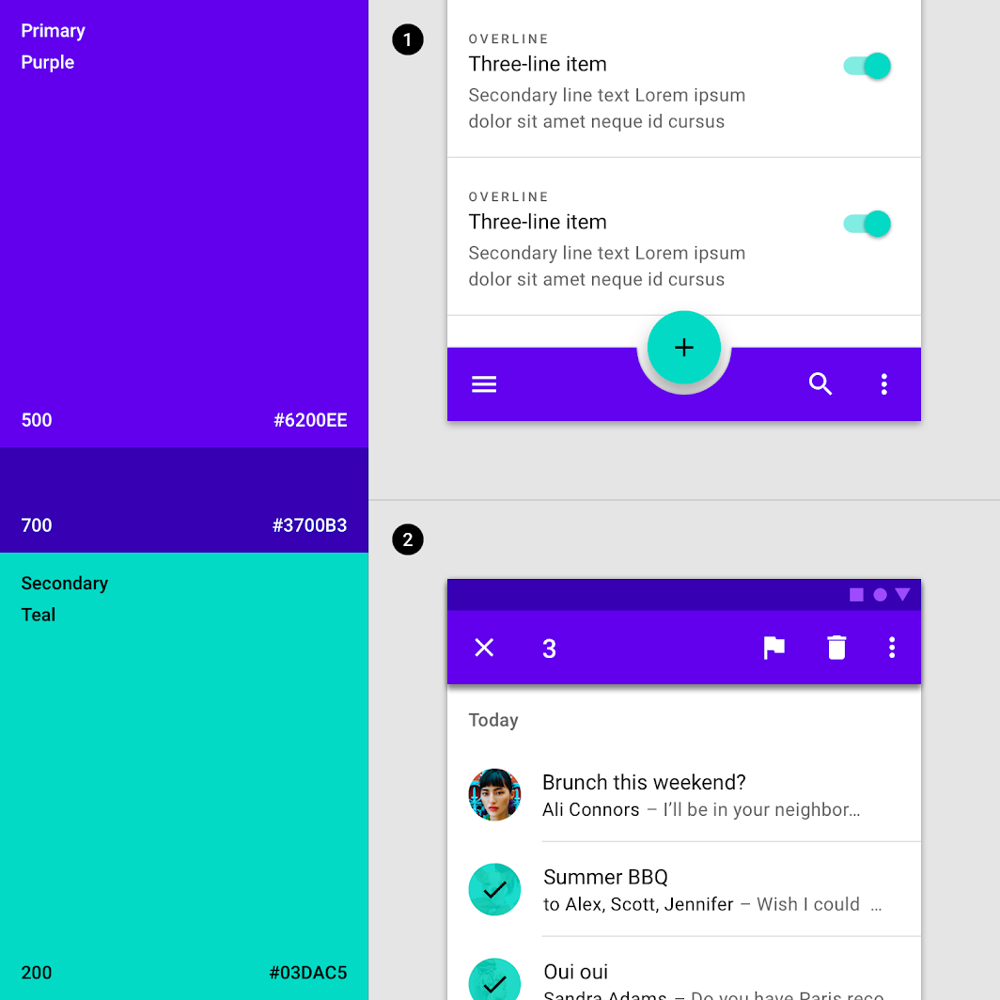 Primary
Purple
500 #6200EE
700 #3700B3
Secondary
Teal
200 #03DAC5
1
OVERLINE
Three-line item
Secondary line text Lorem ipsum
dolor sit amet neque id cursus
OVERLINE
Three-line item
Secondary line text Lorem ipsum
dolor sit amet neque id cursus
2
3
Today
Brunch this weekend?
Ali Connors – I’ll be in your neighbor…
Summer BBQ
to Alex, Scott, Jennifer – Wish I could …
Oui oui
Sandra Adams – Do you have Paris reco…